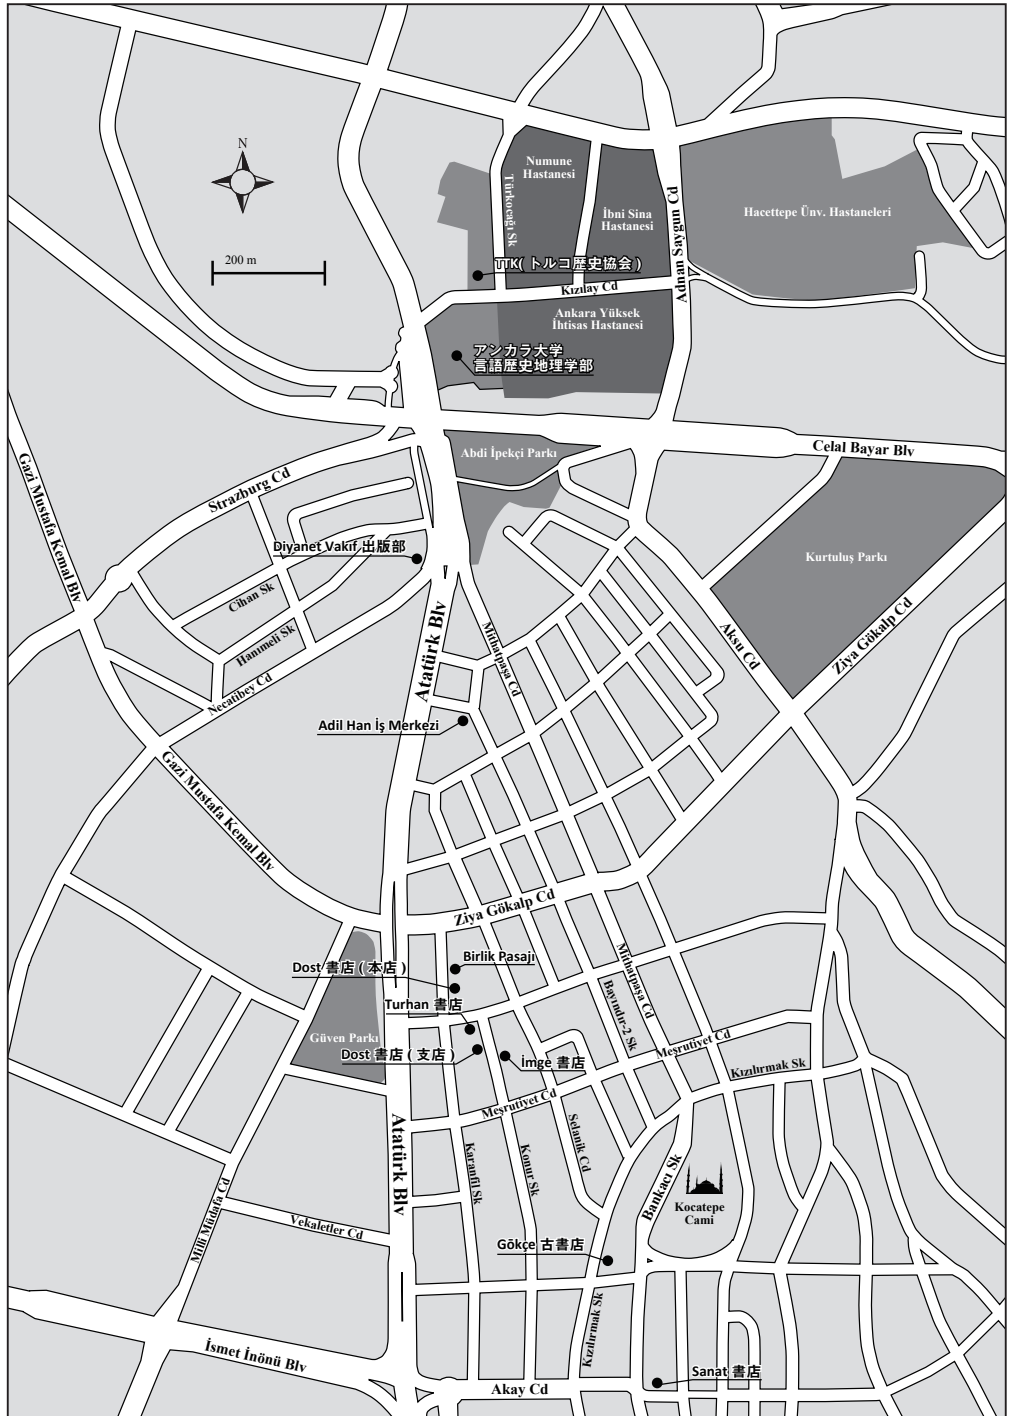 N
200 m
Numune
Hastanesi
Türkocağı Sk
İbni Sina
Hastanesi
Adnan Saygun Cd
Hacettepe Ünv. Hastaneleri
TTK( トルコ歴史協会 )
Kızılay Cd
Ankara Yüksek
İhtisas Hastanesi
アンカラ大学
言語歴史地理学部
Celal Bayar Blv
Abdi İpekçi Parkı
Gazi Mustafa Kemal Blv
Strazburg Cd
Diyanet Vakıf 出版部
Kurtuluş Parkı
Cihan Sk
Hanımeli Sk
Necatibey Cd
Atatürk Blv
Mithatpaşa Cd
Aksu Cd
Ziya Gökalp Cd
Adil Han İş Merkezi
Gazi Mustafa Kemal Blv
Ziya Gökalp Cd
Birlik Pasajı
Dost 書店 ( 本店 )
Turhan 書店
Mithatpaşa Cd
Bayındır-2 Sk
Güven Parkı
Dost 書店 ( 支店 )
İmge 書店
Meşrutiyet Cd
Kızılırmak Sk
Meşrutiyet Cd
Atatürk Blv
Karanfil Sk
Konur Sk
Selanik Cd
Bankacı Sk
Kocatepe
Cami
Milli Müdafa Cd
Vekaletler Cd
Gökçe 古書店
Kızılırmak Sk
İsmet İnönü Blv
Sanat 書店
Akay Cd